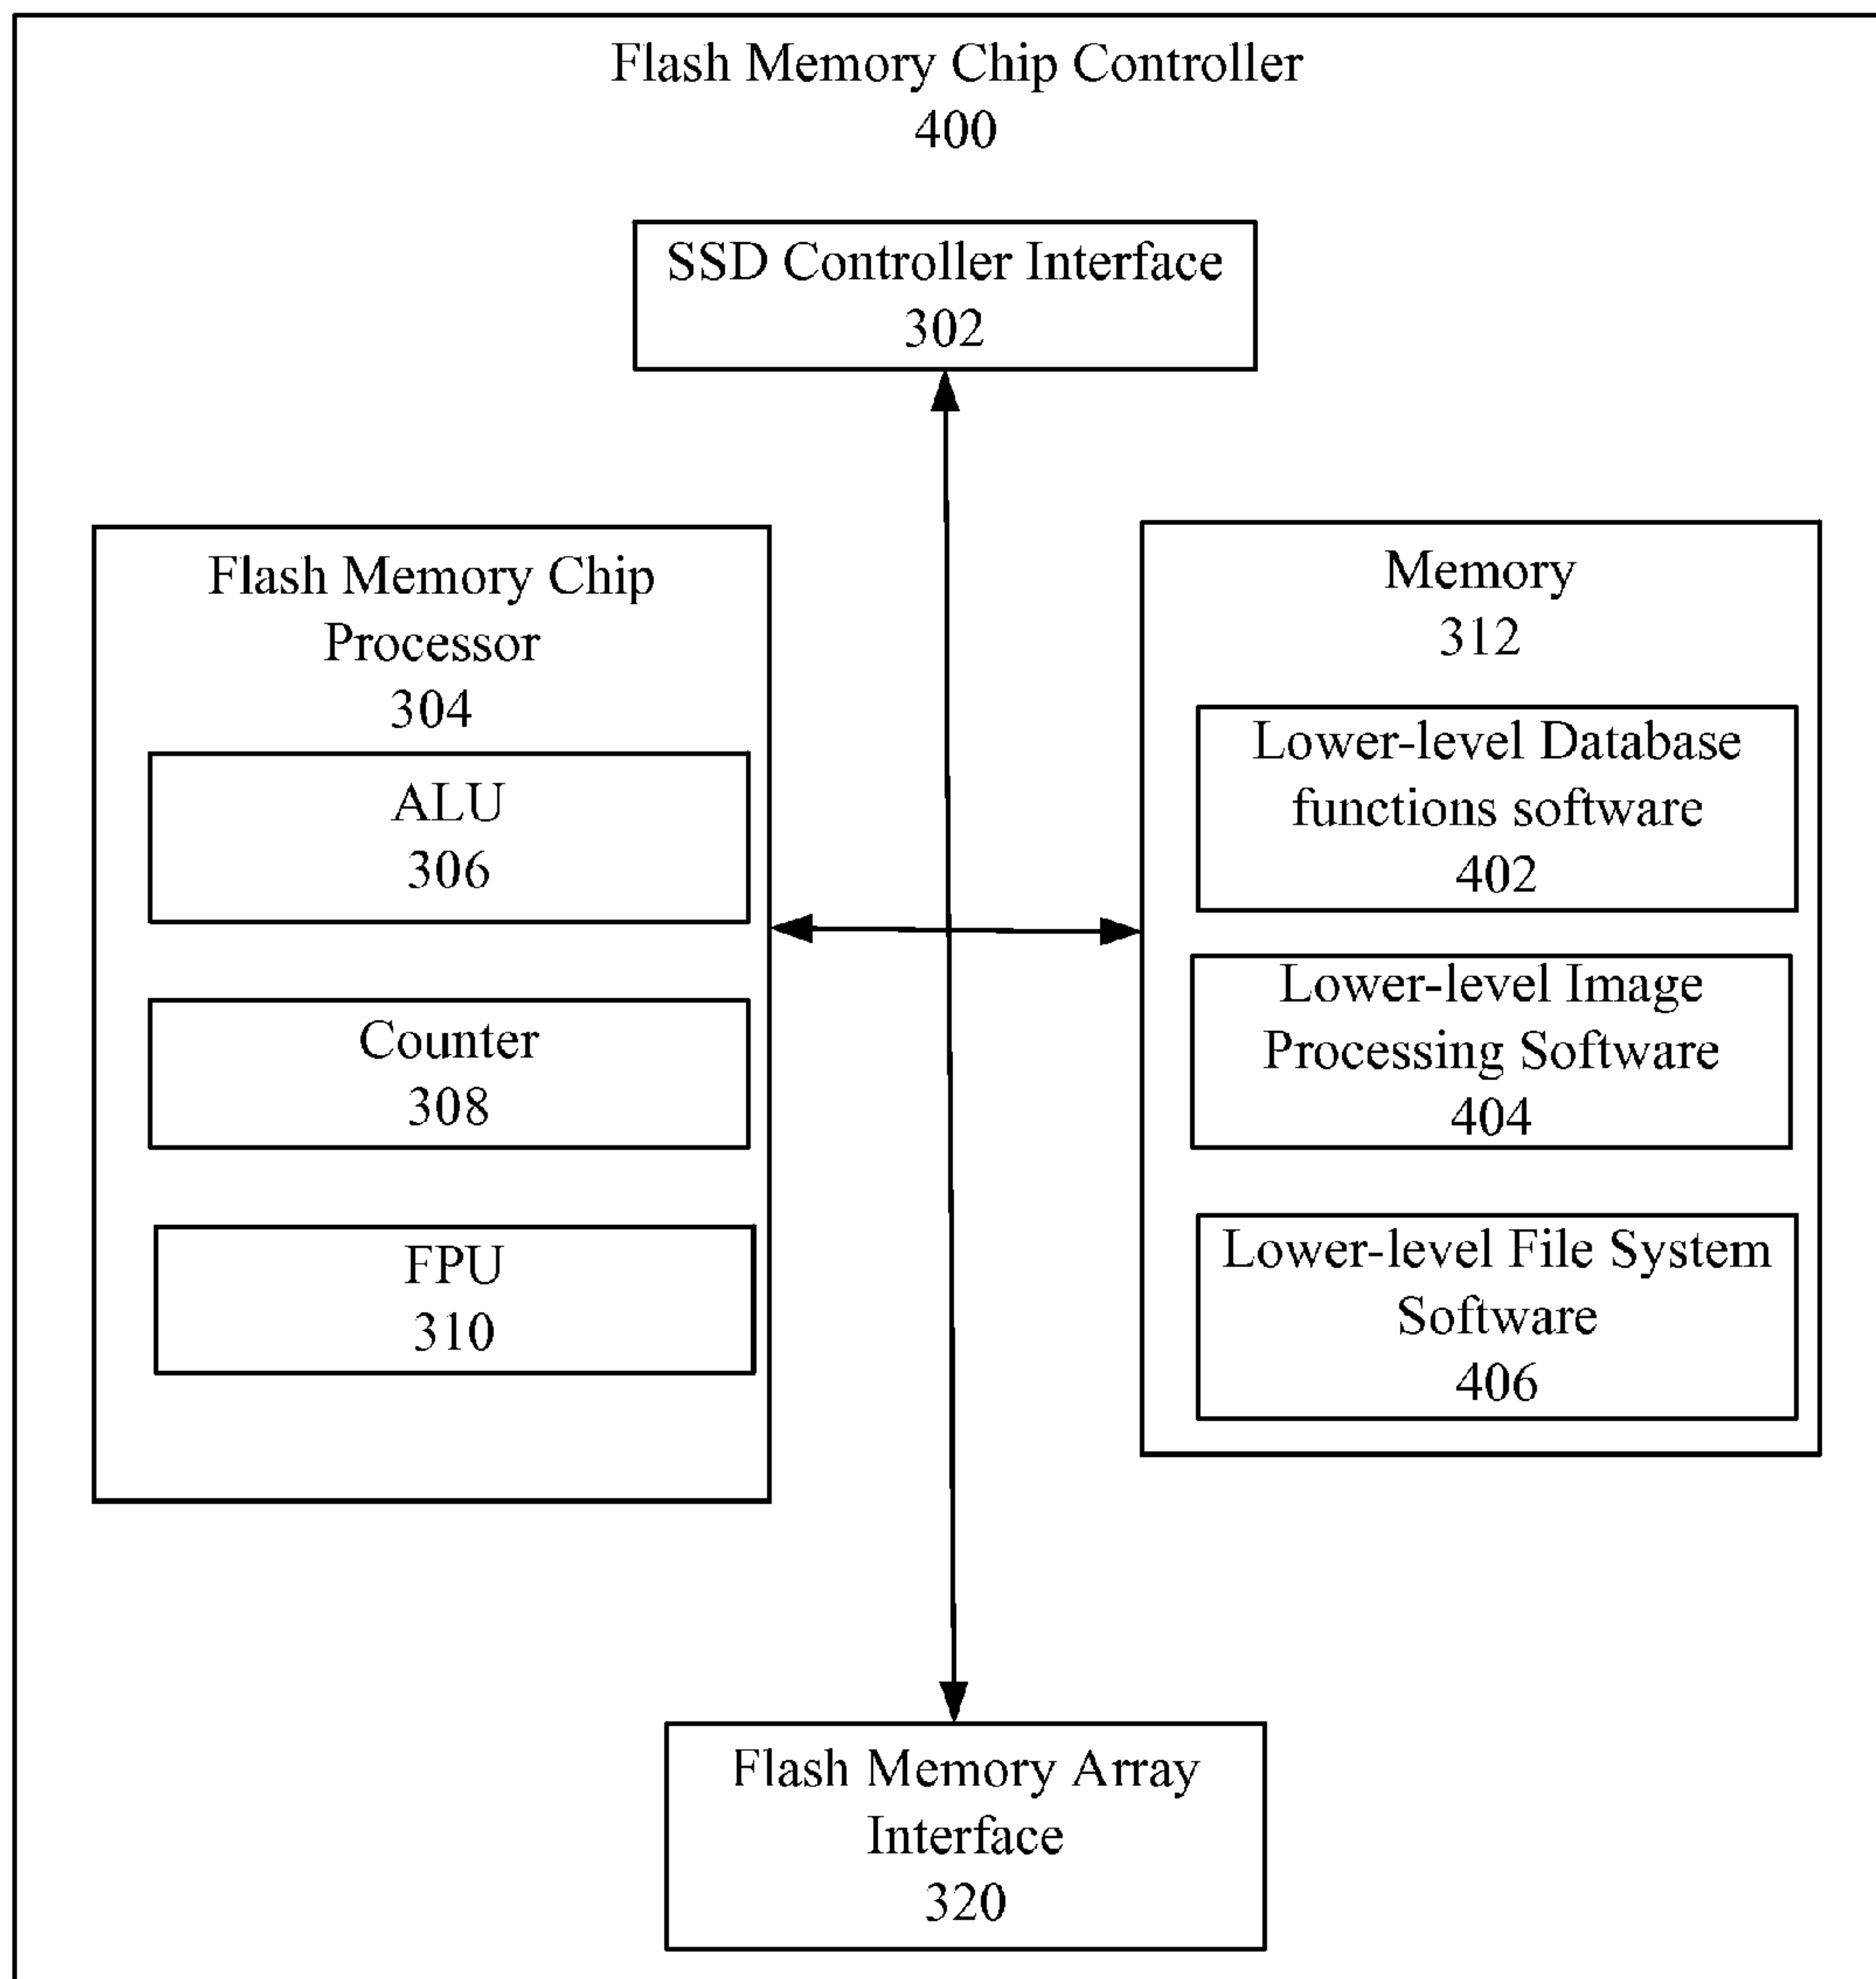 Flash Memory Chip Controller
400
SSD Controller Interface
302
Flash Memory Chip
Processor
304
ALU
306
Counter
308
FPU
310
Memory
312
Lower-level Database
functions software
402
Lower-level Image
Processing Software
404
Lower-level File System
Software
406
Flash Memory Array
Interface
320